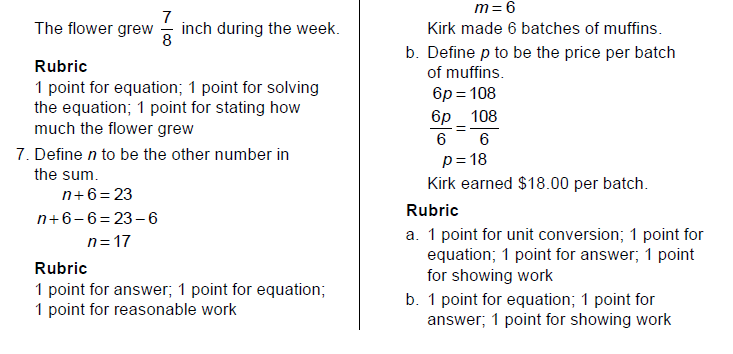 The flower grew 7/8 inch during the week.
Rubric
1 point for equation; 1 point for solving
the equation; 1 point for stating how
much the flower grew
7. Define n to be the other number in
the sum.
n+6=23
n+6−6=23−6
n=17
Rubric
1 point for answer; 1 point for equation;
1 point for reasonable work
m=6
Kirk made 6 batches of muffins.
b. Define p to be the price per batch
of muffins.
6p=108
6p/6=108/6
p=18
Kirk earned $18.00 per batch.
Rubric
a. 1 point for unit conversion; 1 point for
equation; 1 point for answer; 1 point
for showing work
b. 1 point for equation; 1 point for
answer; 1 point for showing work